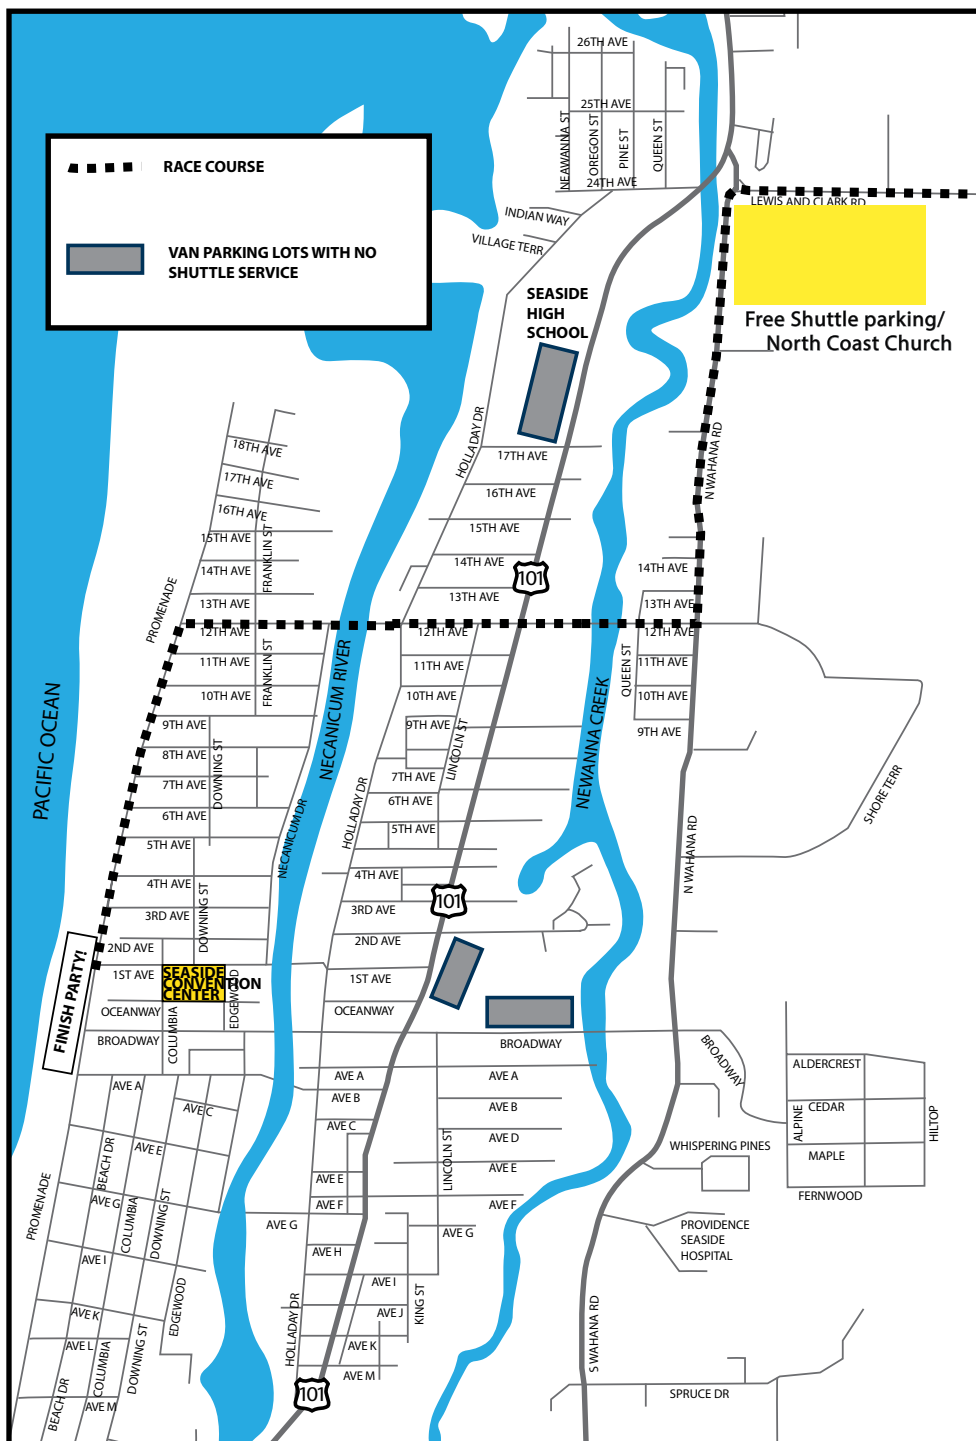 26TH AVE
25TH AVE
NEAWANNA ST
OREGON ST
PINE ST
QUEEN ST
24TH AVE
RACE COURSE
VAN PARKING LOTS WITH NO
SHUTTLE SERVICE
LEWIS AND CLARK RD
INDIAN WAY
VILLAGE TERR
SEASIDE
HIGH
SCHOOL
Free Shuttle parking/
North Coast Church
HOLLADAY DR
N WAHANA RD
18TH AVE
17TH AVE
16TH AVE
15TH AVE
14TH AVE
13TH AVE
12TH AVE
11TH AVE
10TH AVE
9TH AVE
8TH AVE
7TH AVE
6TH AVE
5TH AVE
4TH AVE
3RD AVE
2ND AVE
1ST AVE
OCEANWAY
BROADWAY
FRANKLIN ST
FRANKLIN ST
PROMENADE
17TH AVE
16TH AVE
15TH AVE
14TH AVE
13TH AVE
101
12TH AVE
11TH AVE
10TH AVE
9TH AVE
7TH AVE
6TH AVE
5TH AVE
4TH AVE
3RD AVE
2ND AVE
1ST AVE
OCEANWAY
14TH AVE
13TH AVE
12TH AVE
11TH AVE
10TH AVE
9TH AVE
QUEEN ST
PACIFIC OCEAN
NECANICUM RIVER
NEWANNA CREEK
LINCOLN ST
DOWNING ST
HOLLADAY DR
NECANICUM DR
SHORE TERR
N WAHANA RD
101
DOWNING ST
SEASIDE
CONVENTION
CENTER
EDGEWOOD
COLUMBIA
FINISH PARTY!
BROADWAY
BROADWAY
AVE A
AVE C
AVE E
AVE G
AVE I
AVE K
AVE L
AVE M
BEACH DR
COLUMBIA
DOWNING ST
EDGEWOOD
PROMENADE
BEACH DR
COLUMBIA
DOWNING ST
AVE A
AVE B
AVE C
AVE E
AVE F
AVE G
AVE H
AVE I
AVE J
AVE K
AVE M
HOLLADAY DR
KING ST
101
AVE A
AVE B
AVE D
AVE E
AVE F
AVE G
LINCOLN ST
ALDERCREST
CEDAR
MAPLE
FERNWOOD
ALPINE
HILTOP
WHISPERING PINES
PROVIDENCE
SEASIDE
HOSPITAL
S WAHANA RD
SPRUCE DR